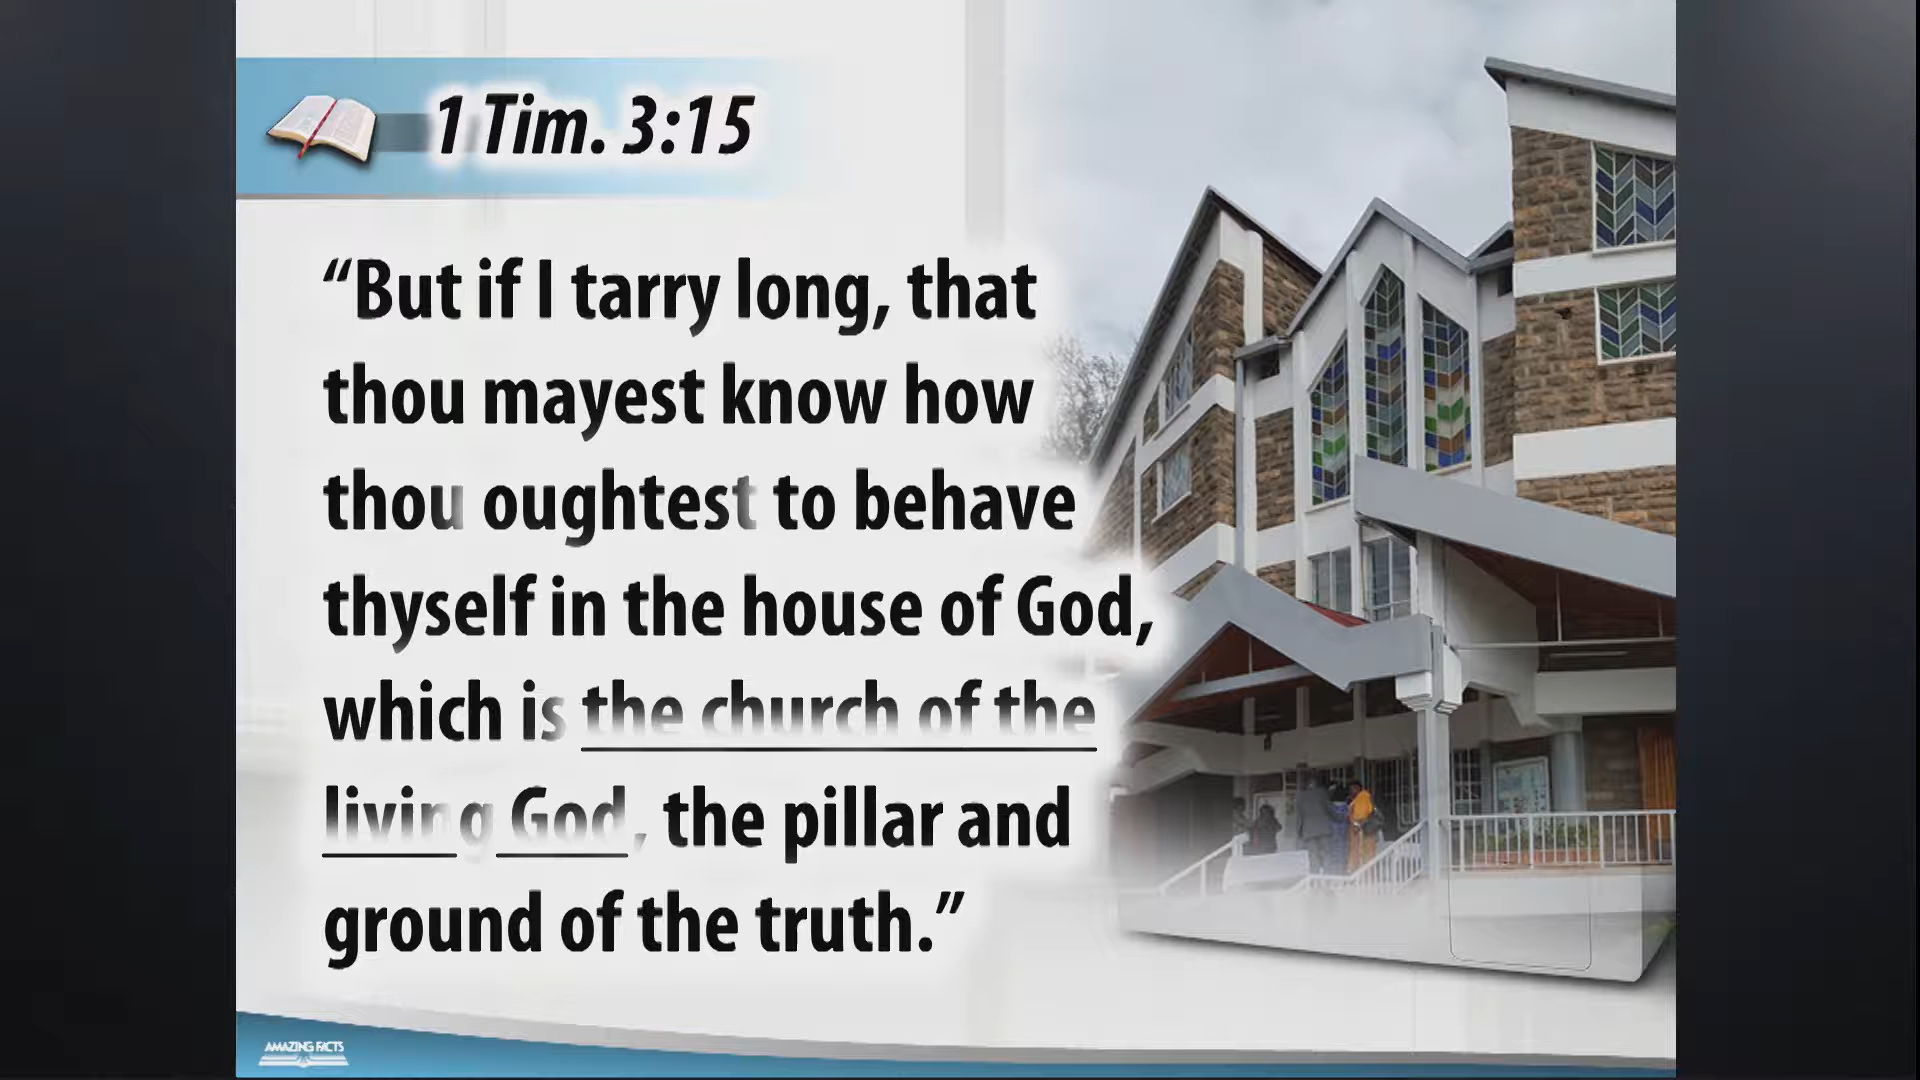 1 Tim. 3:15
“But if I tarry long, that
thou mayest know how
thou oughtest to behave
thyself in the house of God,
which is the church of the
living God, the pillar and
ground of the truth.”
AMAZING FACTS